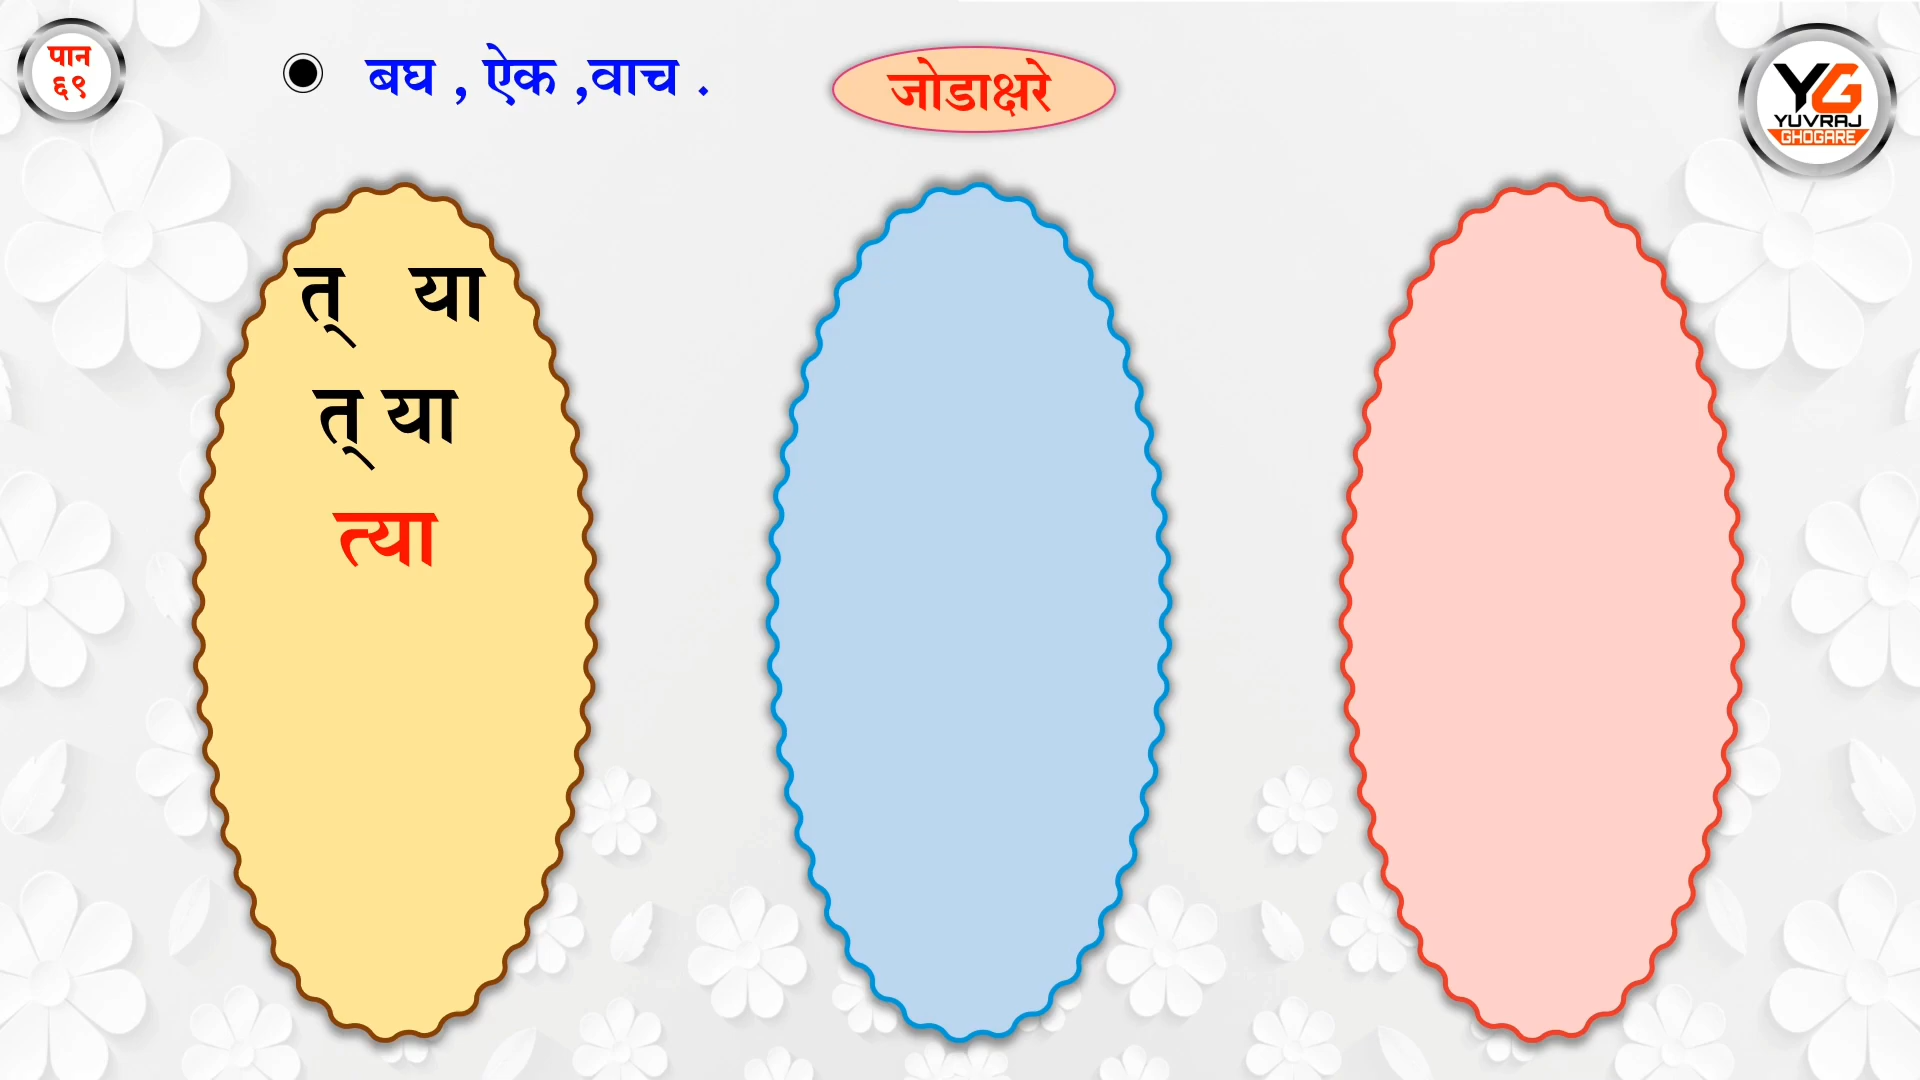 पान
६९
बघ , ऐक ,वाच .
जोडाक्षरे
YG
YUVRAJ
GHOGARE
त् या
त् या
त्या